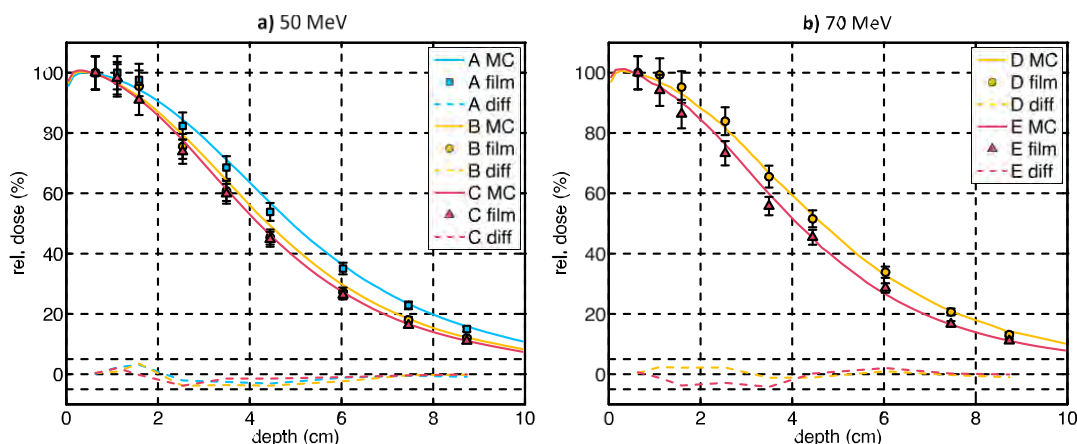 a) 50 MeV
rel. dose (%)
100
80
60
40
20
0
0
2
4
6
8
10
depth (cm)
A MC
A film
A diff
B MC
B film
B diff
C MC
C film
C diff
b) 70 MeV
rel. dose (%)
100
80
60
40
20
0
0
2
4
6
8
10
depth (cm)
D MC
D film
D diff
E MC
E film
E diff